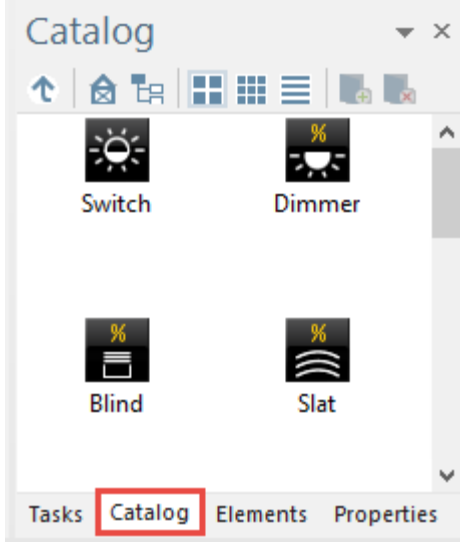 Catalog
%
Switch Dimmer
% %
Blind Slat
Tasks Catalog Elements Properties